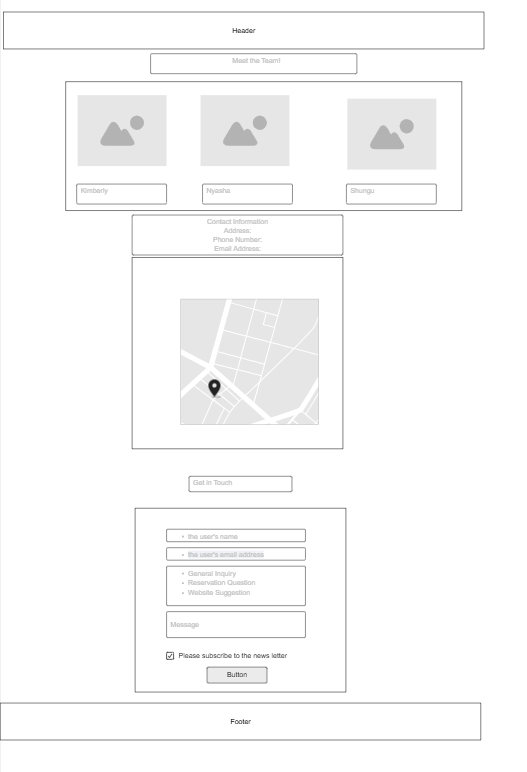 Header
Meet the Team!
Kimberly
Nyasha
Shungu
Contact Information
Address:
Phone Number:
Email Address:
Get in Touch
• the user's name
• the user's email address
• General Inquiry
• Reservation Question
• Website Suggestion
Message
Please subscribe to the news letter
Button
Footer